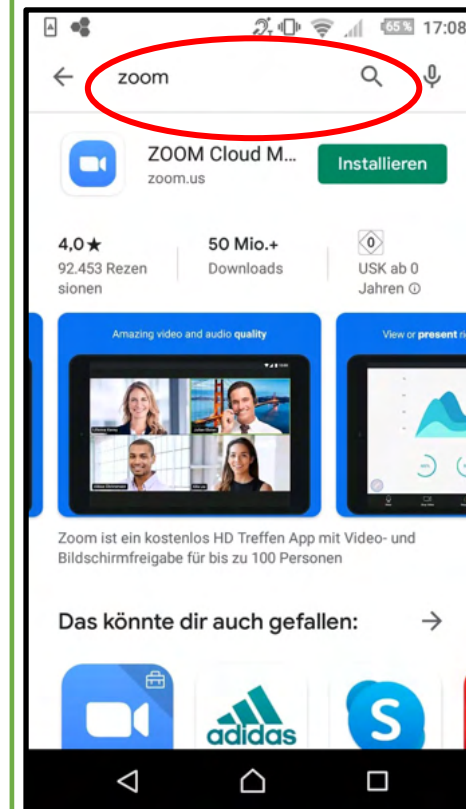 65 % 17:08
zoom
ZOOM Cloud M...
zoom.us
Installieren
4,0★
92.453 Rezen
sionen
50 Mio.+
Downloads
0
USK ab 0
Jahren
Amazing video and audio quality
View or present ri
Zoom ist ein kostenlos HD Treffen App mit Video- und
Bildschirmfreigabe für bis zu 100 Personen
Das könnte dir auch gefallen:
adidas
S